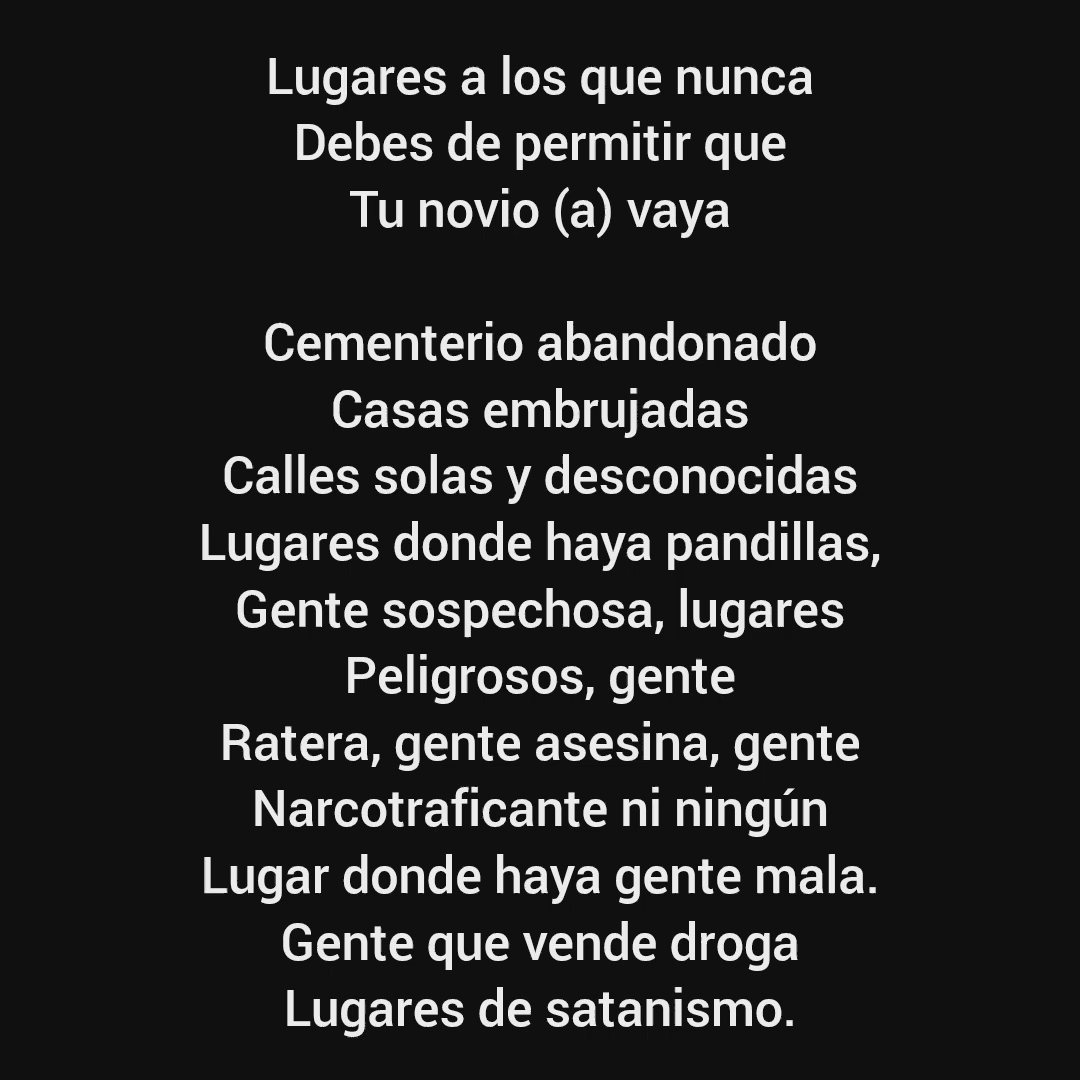 Lugares a los que nunca
Debes de permitir que
Tu novio (a) vaya
Cementerio abandonado
Casas embrujadas
Calles solas y desconocidas
Lugares donde haya pandillas,
Gente sospechosa, lugares
Peligrosos, gente
Ratera, gente asesina, gente
Narcotraficante ni ningún
Lugar donde haya gente mala.
Gente que vende droga
Lugares de satanismo.